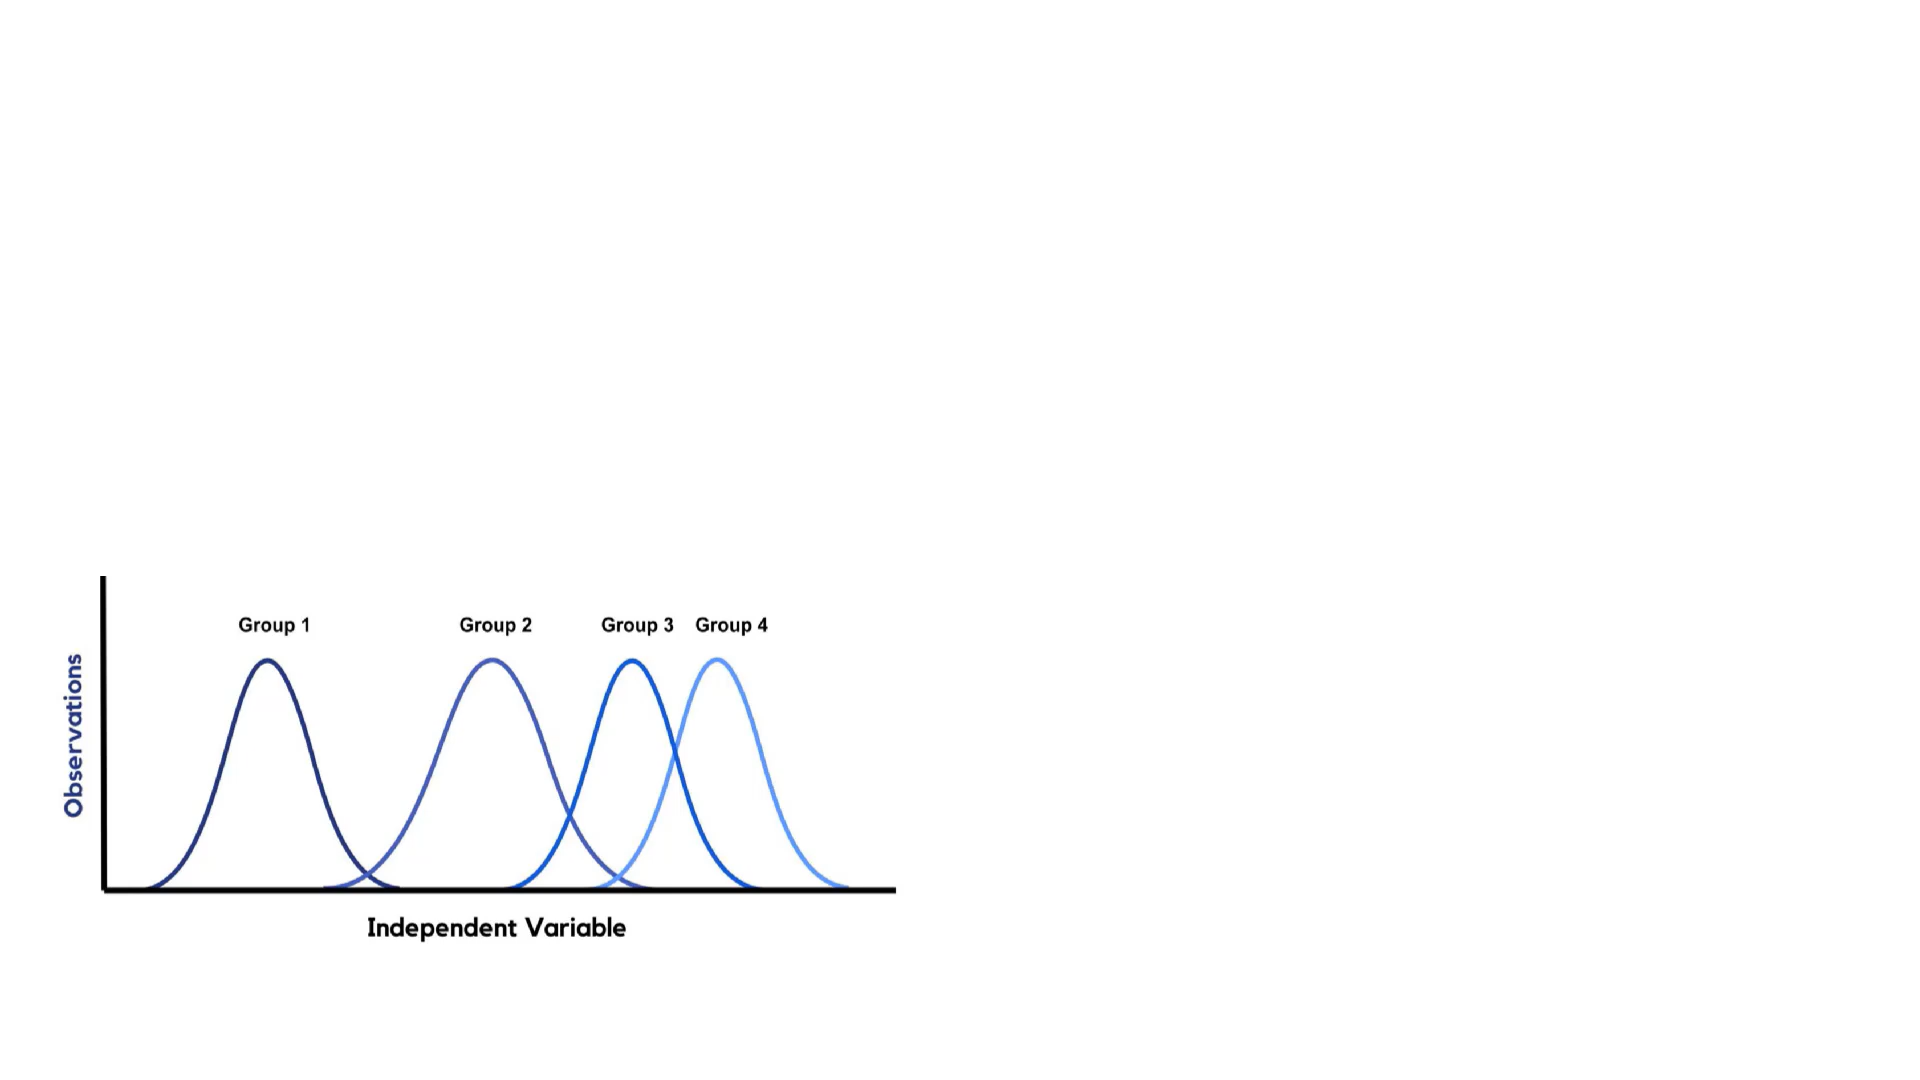 Group 1
Group 2
Group 3
Group 4
Observations
Independent Variable